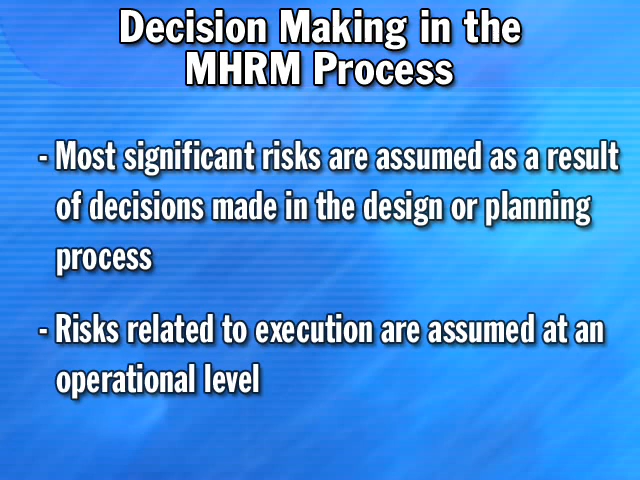 Decision Making in the
MHRM Process
- Most significant risks are assumed as a result
of decisions made in the design or planning
process
- Risks related to execution are assumed at an
operational level